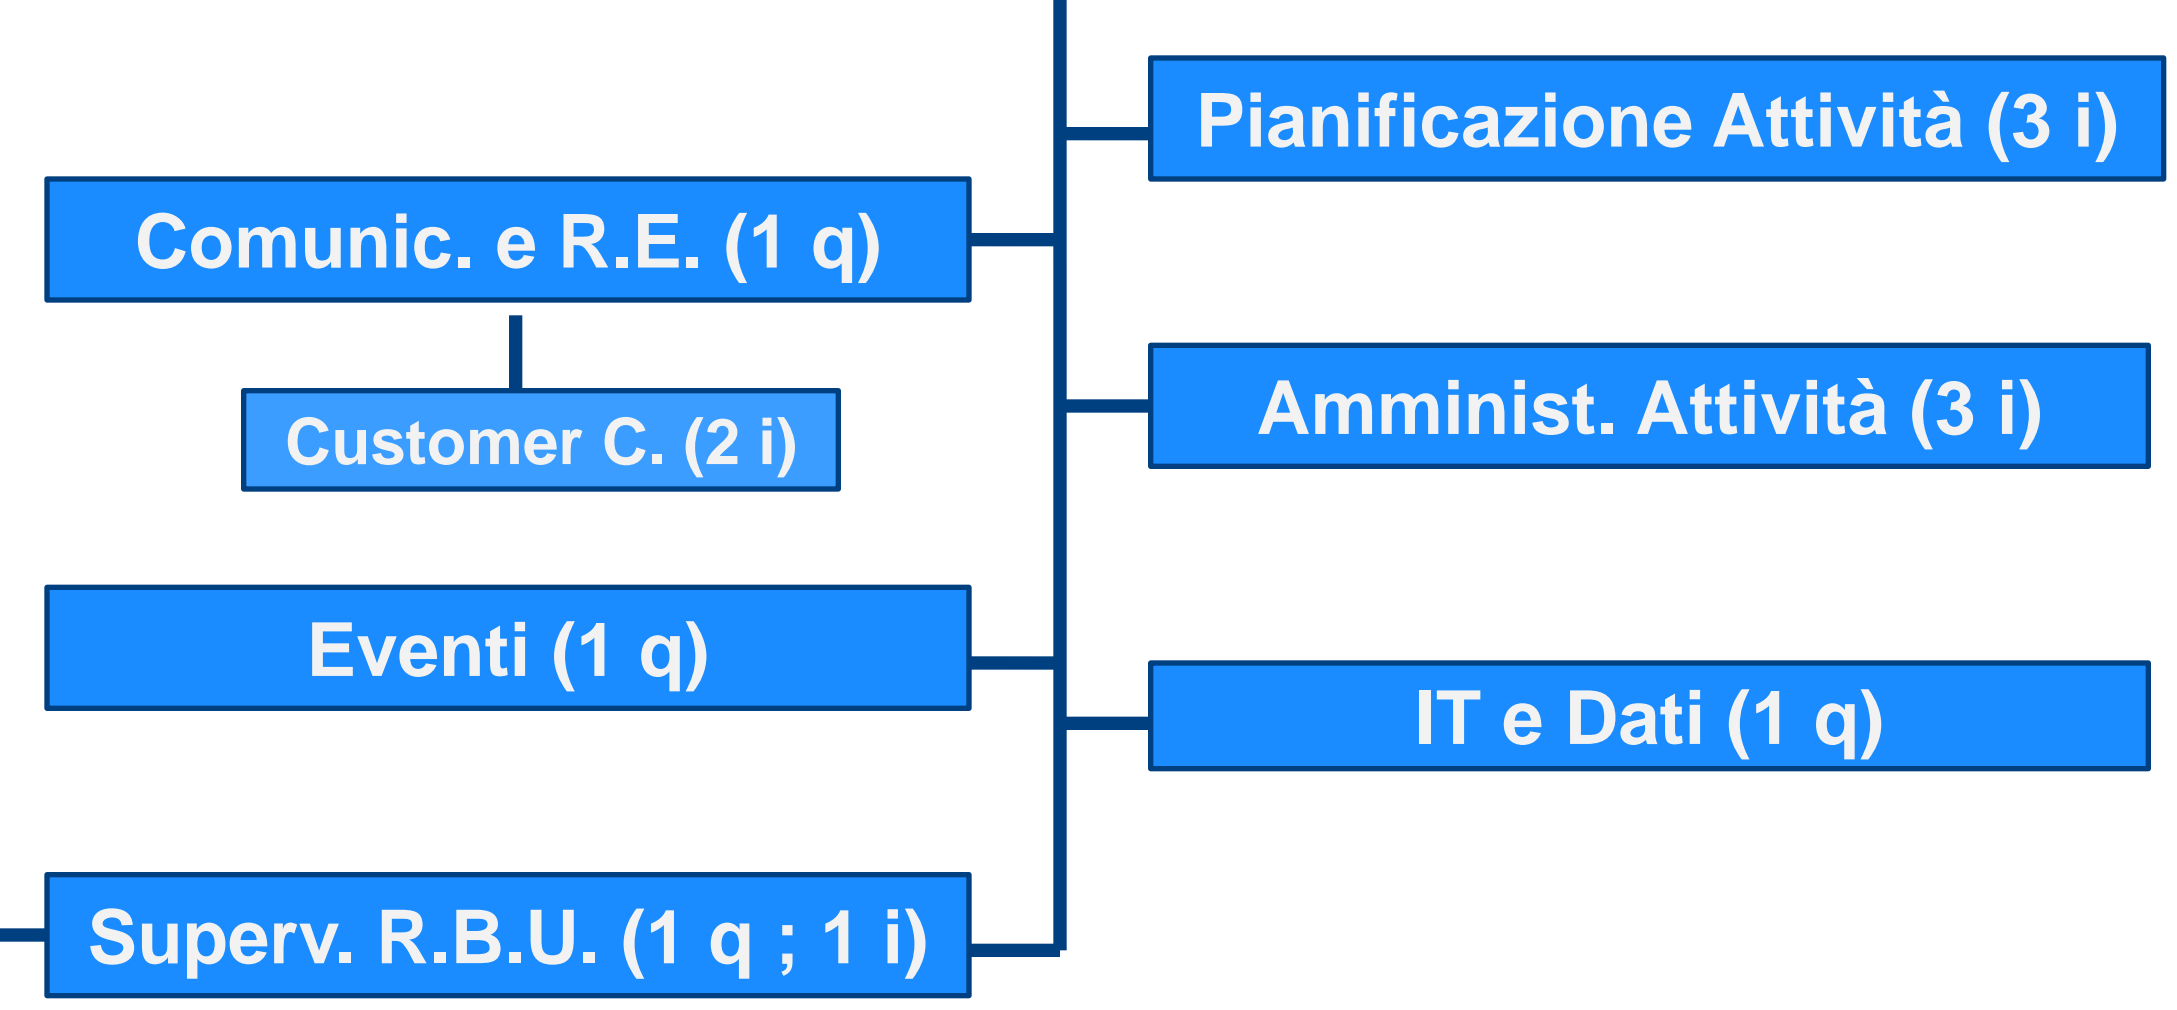 Pianificazione Attività (3 i)
Comunic. e R.E. (1 q)
Amminist. Attività (3 i)
Customer C. (2 i)
Eventi (1 q)
IT e Dati (1 q)
Superv. R.B.U. (1 q ; 1 i)